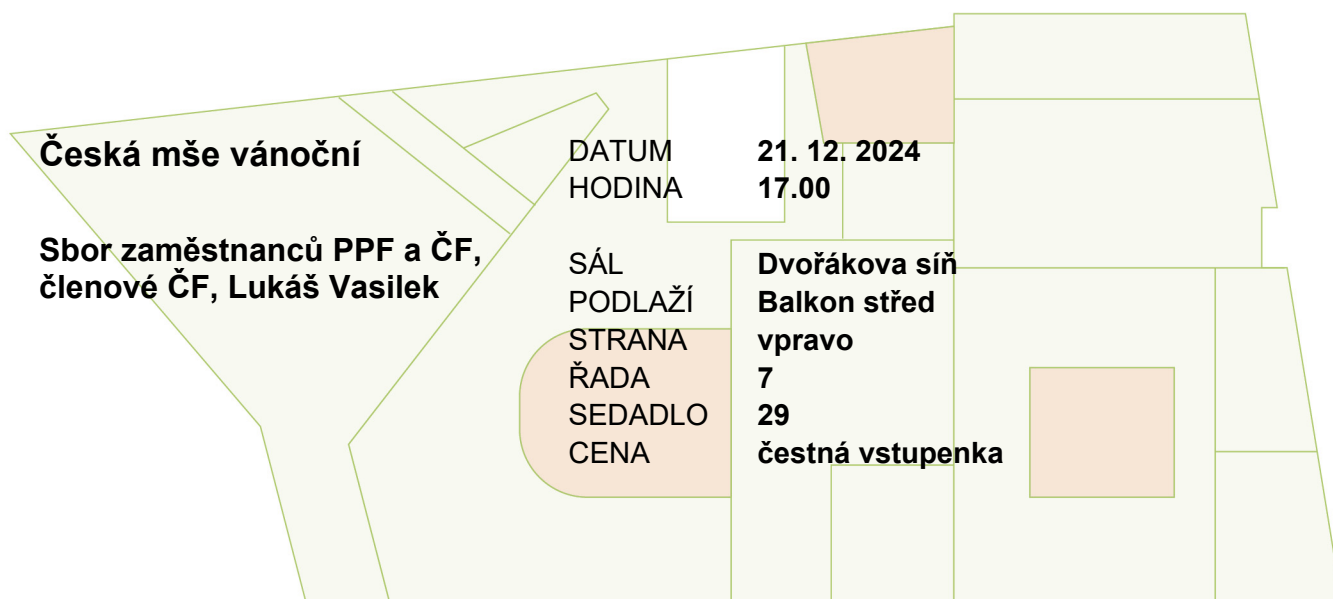 Česká mše vánoční
Sbor zaměstnanců PPF a ČF,
členové ČF, Lukáš Vasilek
DATUM 21. 12. 2024
HODINA 17.00
SÁL Dvořákova síň
PODLAŽÍ Balkon střed
STRANA vpravo
ŘADA 7
SEDADLO 29
CENA čestná vstupenka